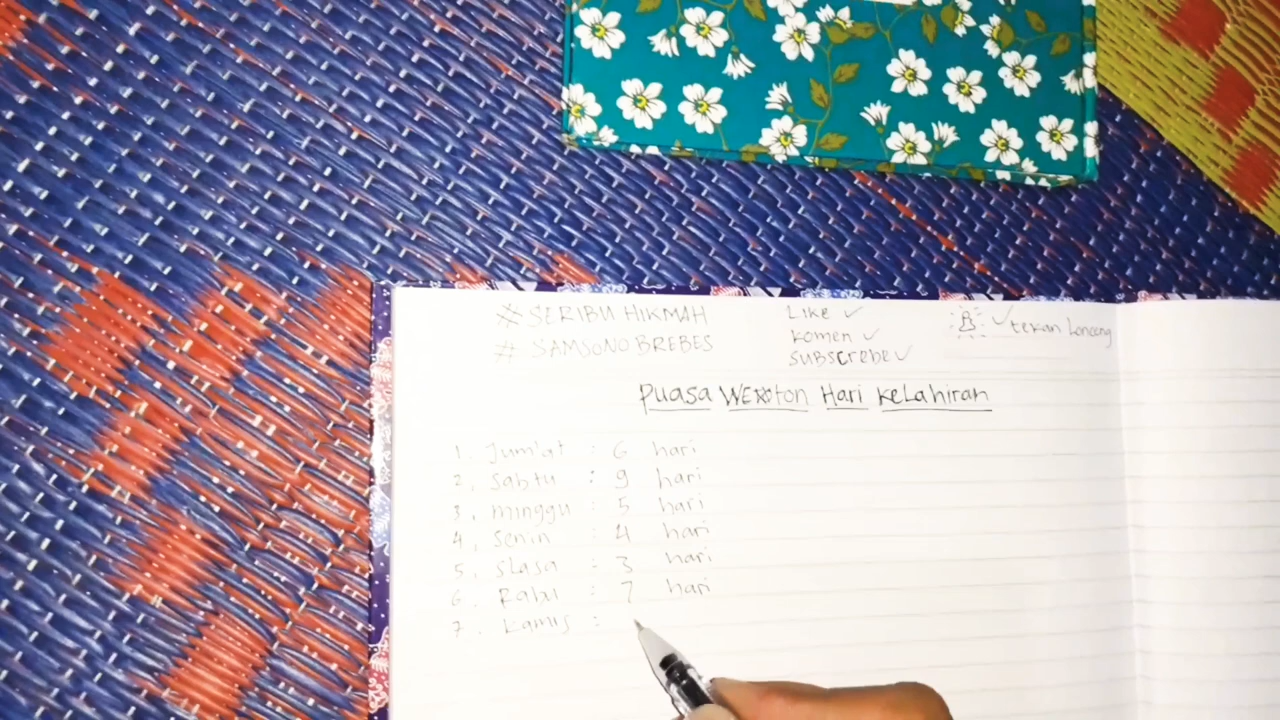 # SERIBU HIKMAH
# SAMSONO BREBES
Like ✓
komen ✓
subscrebe ✓
✓ tekan Lonceng
Puasa WEToton Hari KeLahiran
1. Jum'at : 6 hari
2. Sabtu : 9 hari
3. minggu : 5 hari
4. Senin : 4 hari
5. Slasa : 3 hari
6. Rabu : 7 hari
7. kamis :